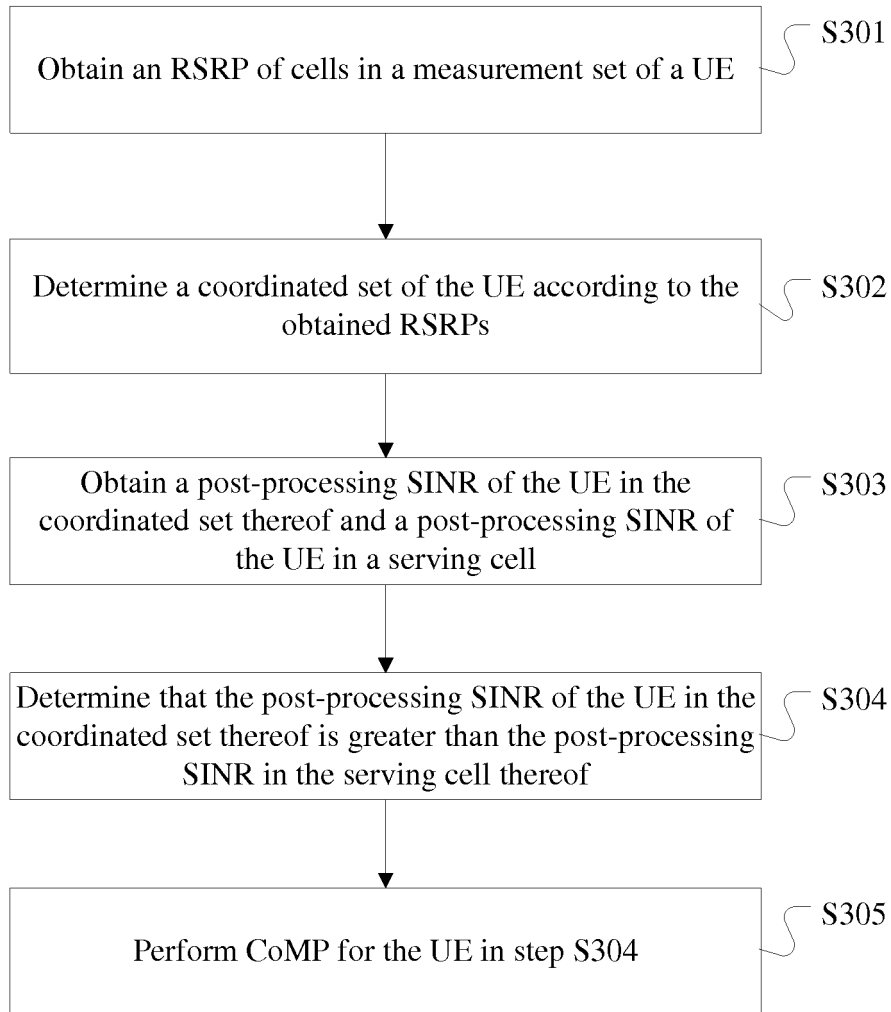 Obtain an RSRP of cells in a measurement set of a UE
S301
Determine a coordinated set of the UE according to the
obtained RSRPs
S302
Obtain a post-processing SINR of the UE in the
coordinated set thereof and a post-processing SINR of
the UE in a serving cell
S303
Determine that the post-processing SINR of the UE in the
coordinated set thereof is greater than the post-processing
SINR in the serving cell thereof
S304
Perform CoMP for the UE in step S304
S305